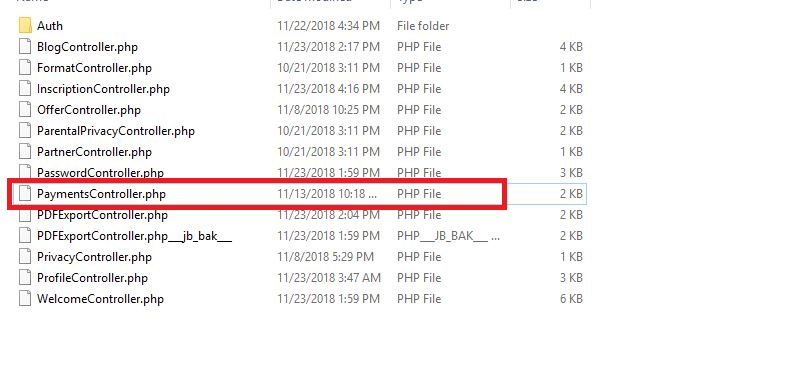 Auth 11/22/2018 4:34 PM File folder
BlogController.php 11/23/2018 2:17 PM PHP File 4 KB
FormatController.php 10/21/2018 3:11 PM PHP File 1 KB
InscriptionController.php 11/23/2018 4:16 PM PHP File 4 KB
OfferController.php 11/8/2018 10:25 PM PHP File 2 KB
ParentalPrivacyController.php 10/21/2018 3:11 PM PHP File 2 KB
PartnerController.php 10/21/2018 3:11 PM PHP File 2 KB
PasswordController.php 11/23/2018 1:59 PM PHP File 3 KB
PaymentsController.php 11/13/2018 10:18 ... PHP File 2 KB
PDFExportController.php 11/23/2018 2:04 PM PHP File 2 KB
PDFExportController.php___jb_bak___ 11/23/2018 1:59 PM PHP___JB_BAK___ ... 2 KB
PrivacyController.php 11/8/2018 5:29 PM PHP File 1 KB
ProfileController.php 11/23/2018 3:47 AM PHP File 3 KB
WelcomeController.php 11/23/2018 1:59 PM PHP File 6 KB